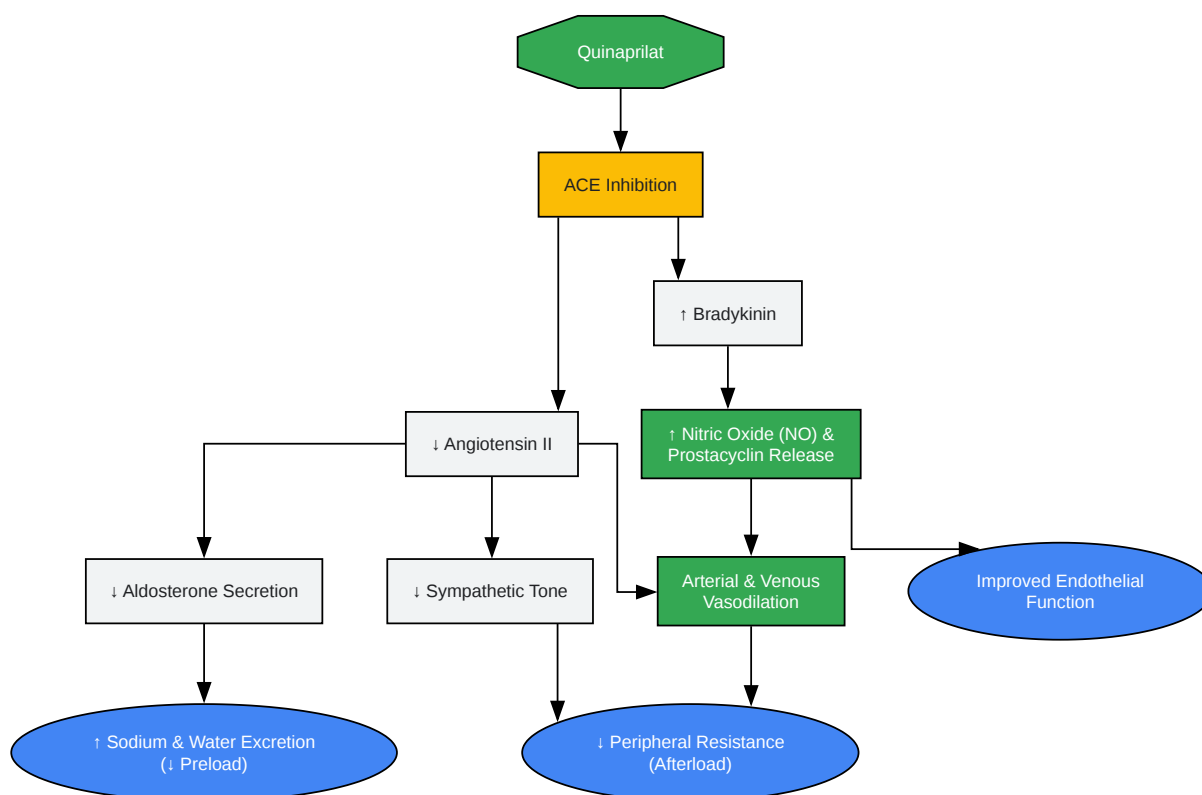 Quinaprilat
ACE Inhibition
↑ Bradykinin
↓ Angiotensin II
↑ Nitric Oxide (NO) &
Prostacyclin Release
↓ Aldosterone Secretion
↓ Sympathetic Tone
Arterial & Venous
Vasodilation
Improved Endothelial
Function
↑ Sodium & Water Excretion
(↓ Preload)
↓ Peripheral Resistance
(Afterload)